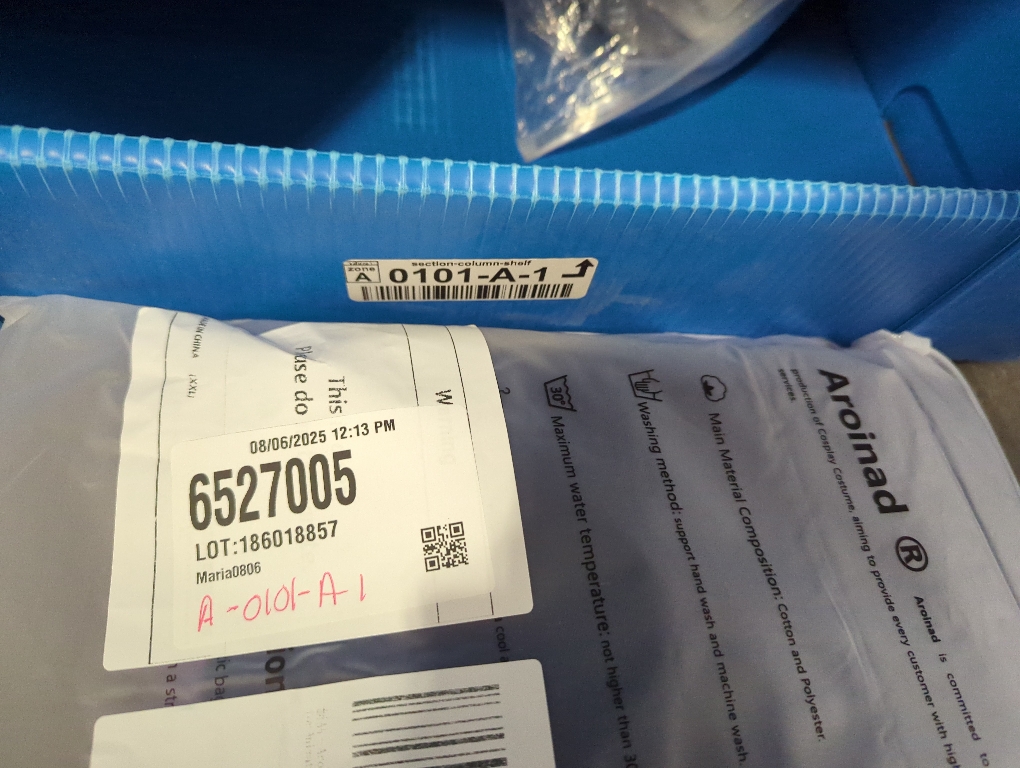 section-column-shelf
zone
A
0101-A-1
MADE IN CHINA (XXL)
Please do
This
W
2
08/06/2025 12:13 PM
6527005
LOT:186018857
Maria0806
A-0101-A-1
Aroinad ® Aroinad is committed to
production of Cosplay Costume, aiming to provide every customer with high
services.
Main Material Composition: Cotton and Polyester.
Washing method: support hand wash and machine wash.
30° Maximum water temperature: not higher than 30
cool